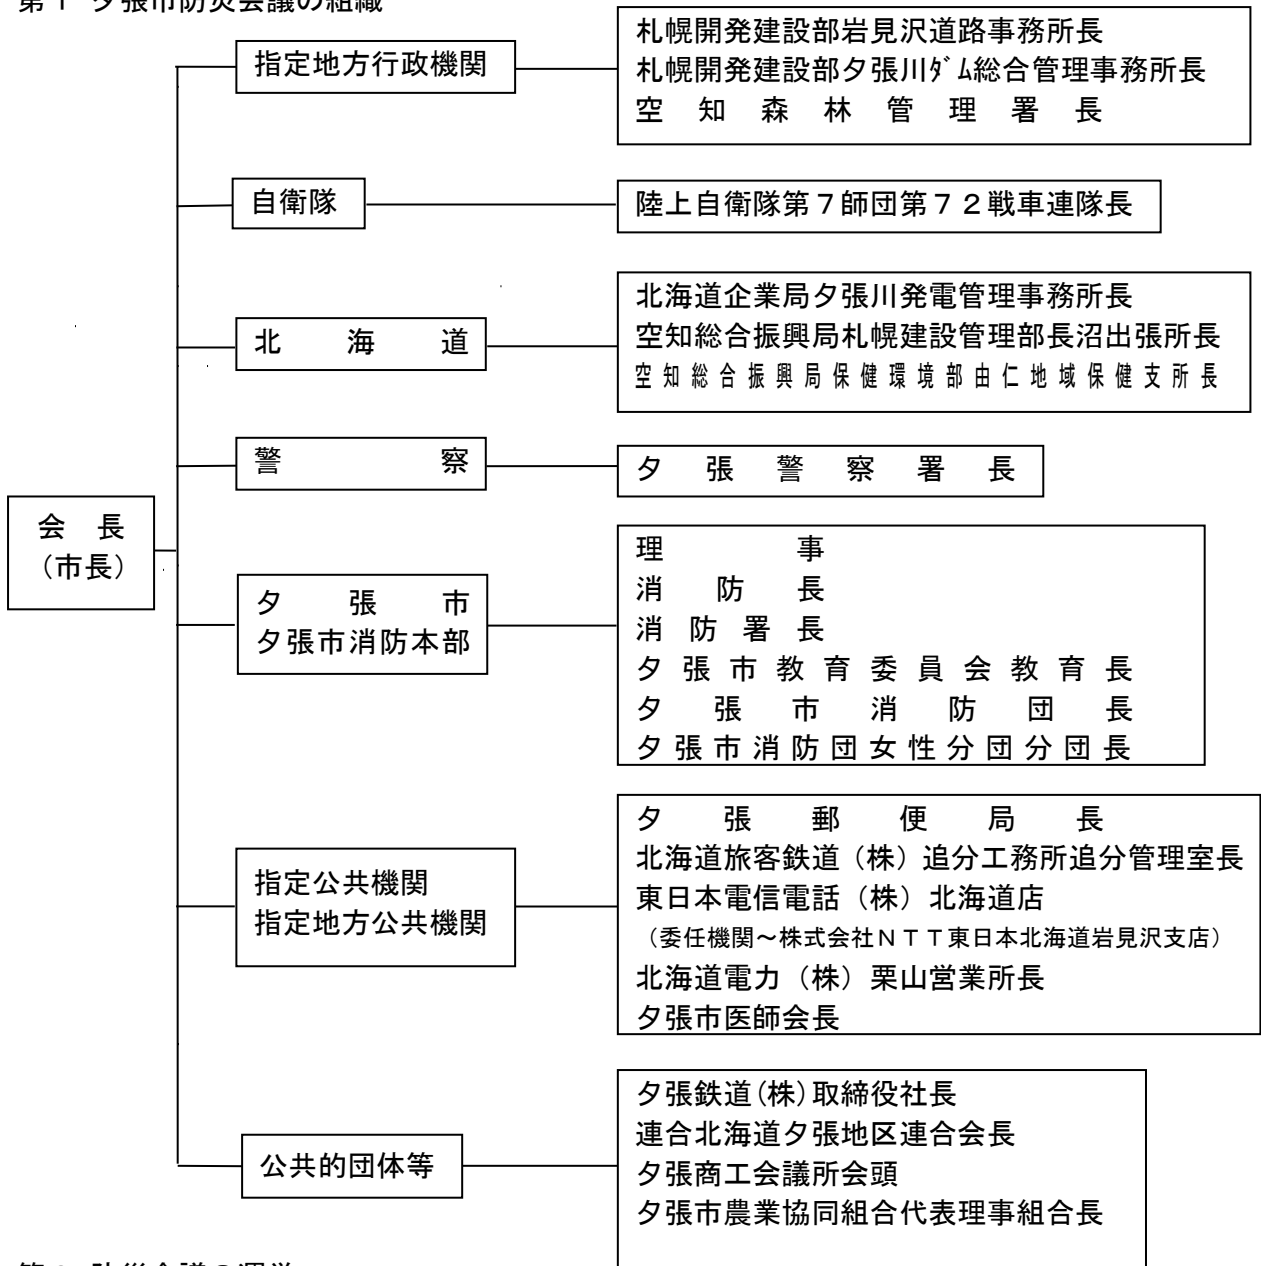 第1 夕張市防災会議の組織
会長
（市長）
指定地方行政機関
札幌開発建設部岩見沢道路事務所長
札幌開発建設部夕張川ﾀﾞﾑ総合管理事務所長
空知森林管理署長
自衛隊
陸上自衛隊第７師団第７２戦車連隊長
北海道
北海道企業局夕張川発電管理事務所長
空知総合振興局札幌建設管理部長沼出張所長
空知総合振興局保健環境部由仁地域保健支所長
警察
夕張警察署長
夕張市
夕張市消防本部
理事
消防長
消防署長
夕張市教育委員会教育長
夕張市消防団長
夕張市消防団女性分団分団長
指定公共機関
指定地方公共機関
夕張郵便局長
北海道旅客鉄道（株）追分工務所追分管理室長
東日本電信電話（株）北海道店
（委任機関～株式会社ＮＴＴ東日本北海道岩見沢支店）
北海道電力（株）栗山営業所長
夕張市医師会長
公共的団体等
夕張鉄道(株)取締役社長
連合北海道夕張地区連合会長
夕張商工会議所会頭
夕張市農業協同組合代表理事組合長